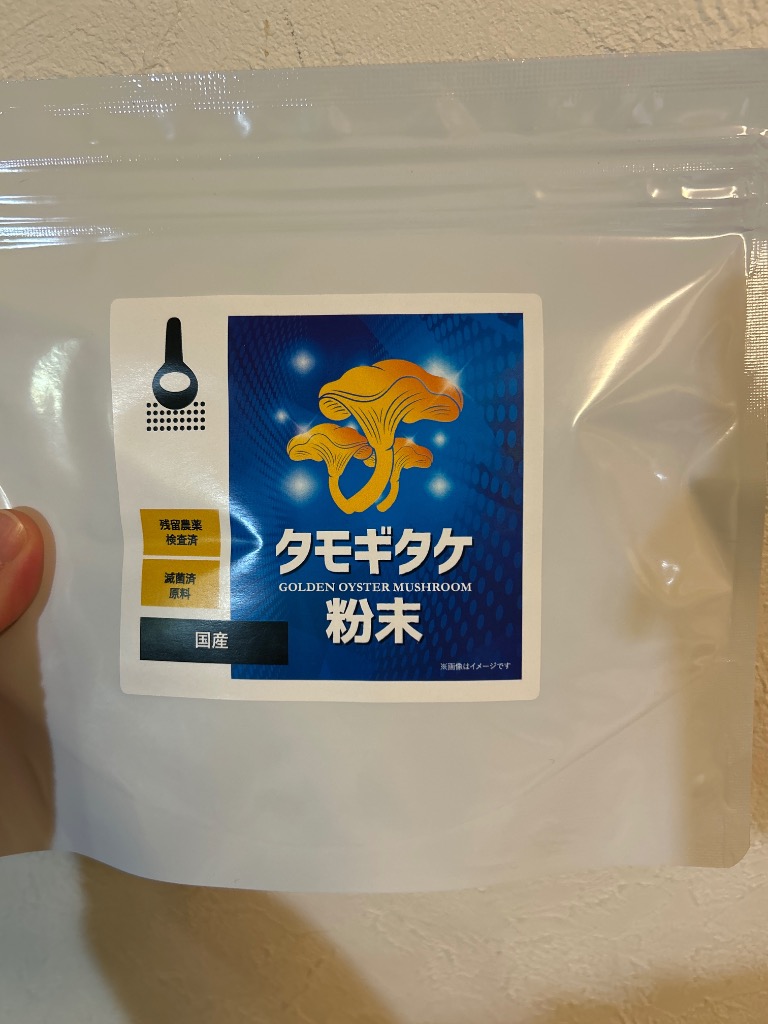 残留農薬
検査済
滅菌済
原料
国産
タモギタケ
GOLDEN OYSTER MUSHROOM
粉末
※画像はイメージです